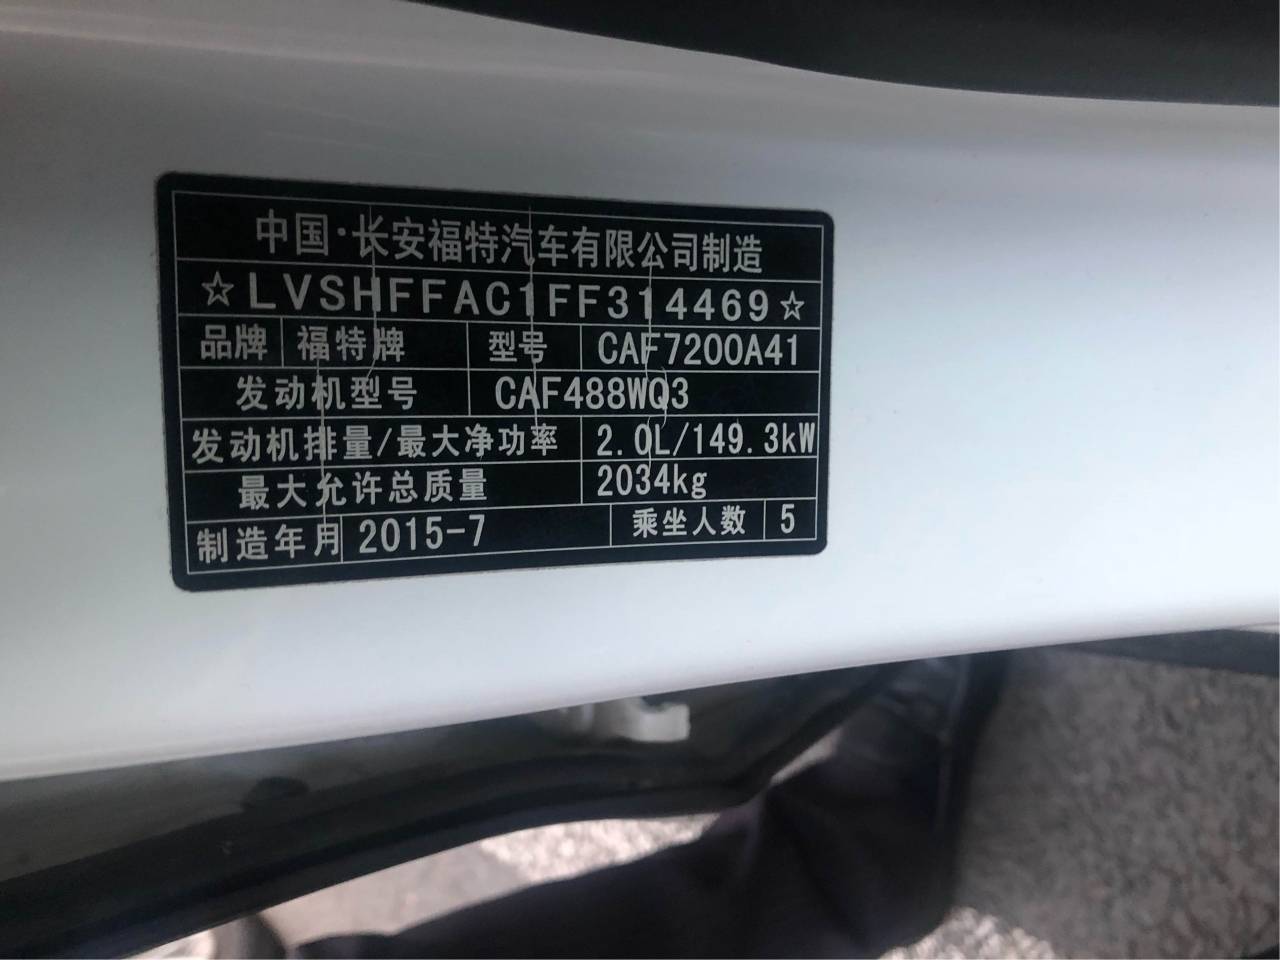 中国·长安福特汽车有限公司制造
☆LVSHFFAC1FF314469☆
品牌 福特牌 型号 CAF7200A41
发动机型号 CAF488WQ3
发动机排量/最大净功率 2.0L/149.3kW
最大允许总质量 2034kg
制造年月 2015-7 乘坐人数 5